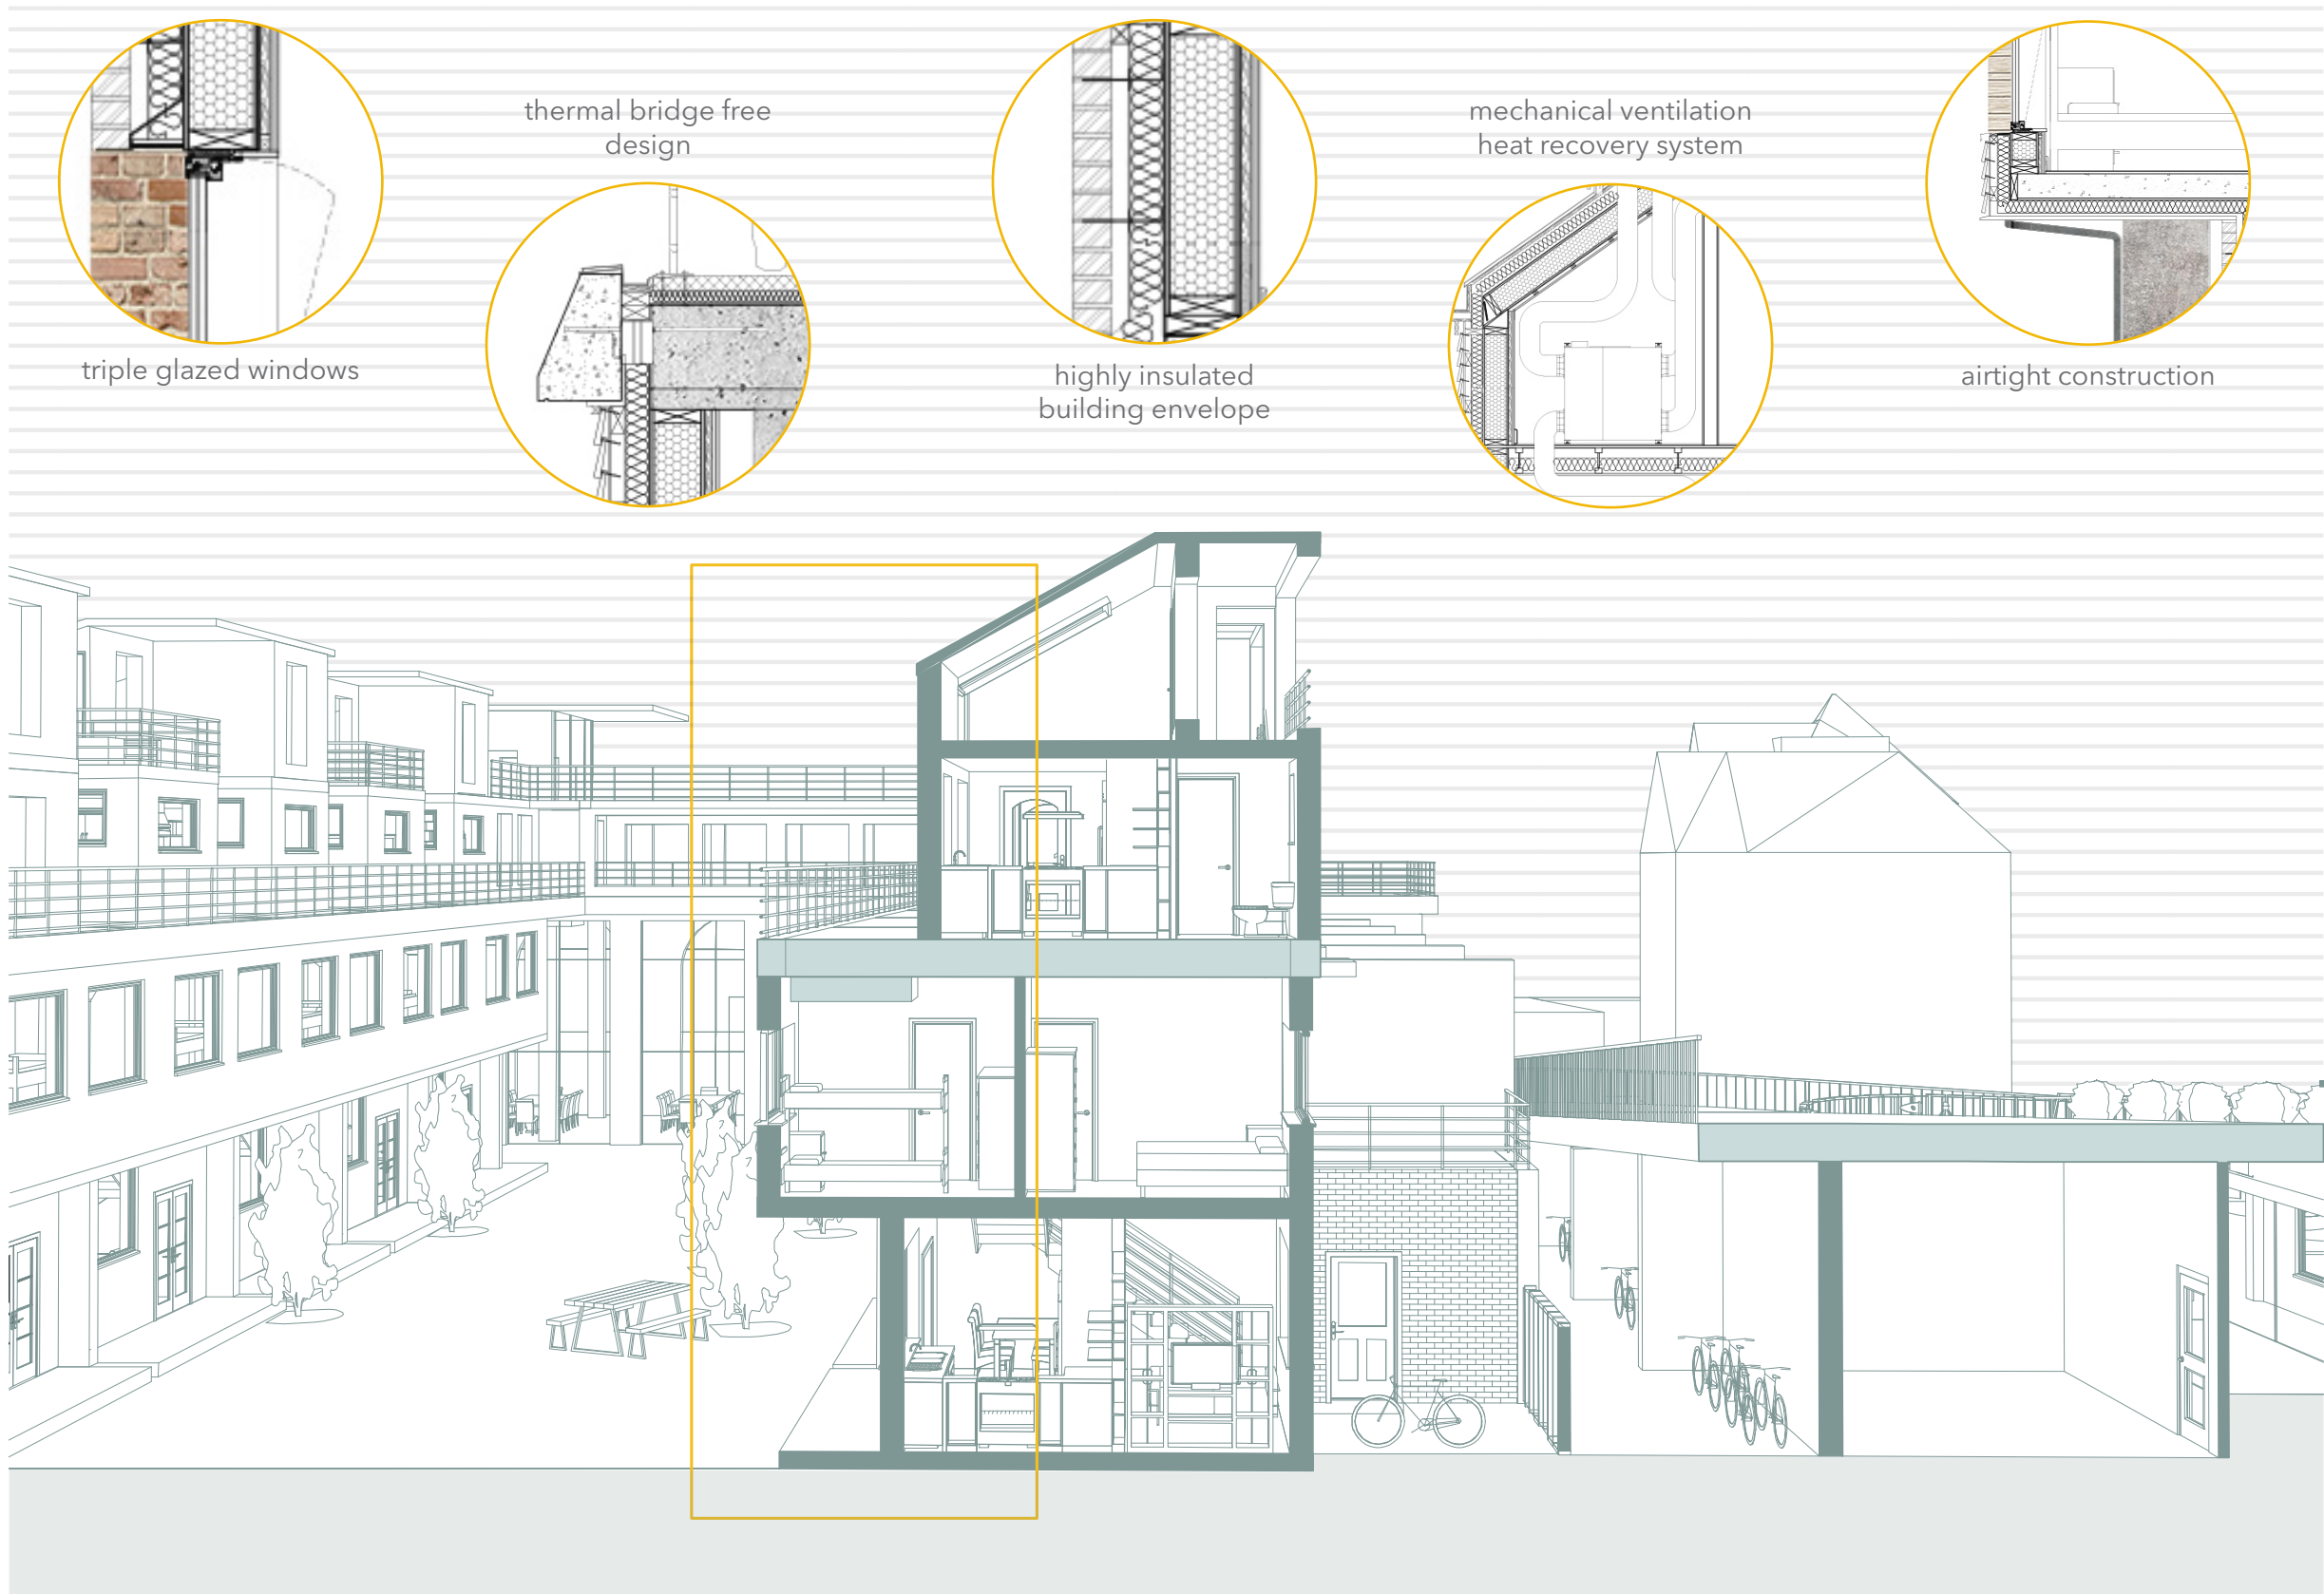 thermal bridge free
design
mechanical ventilation
heat recovery system
triple glazed windows
highly insulated
building envelope
airtight construction